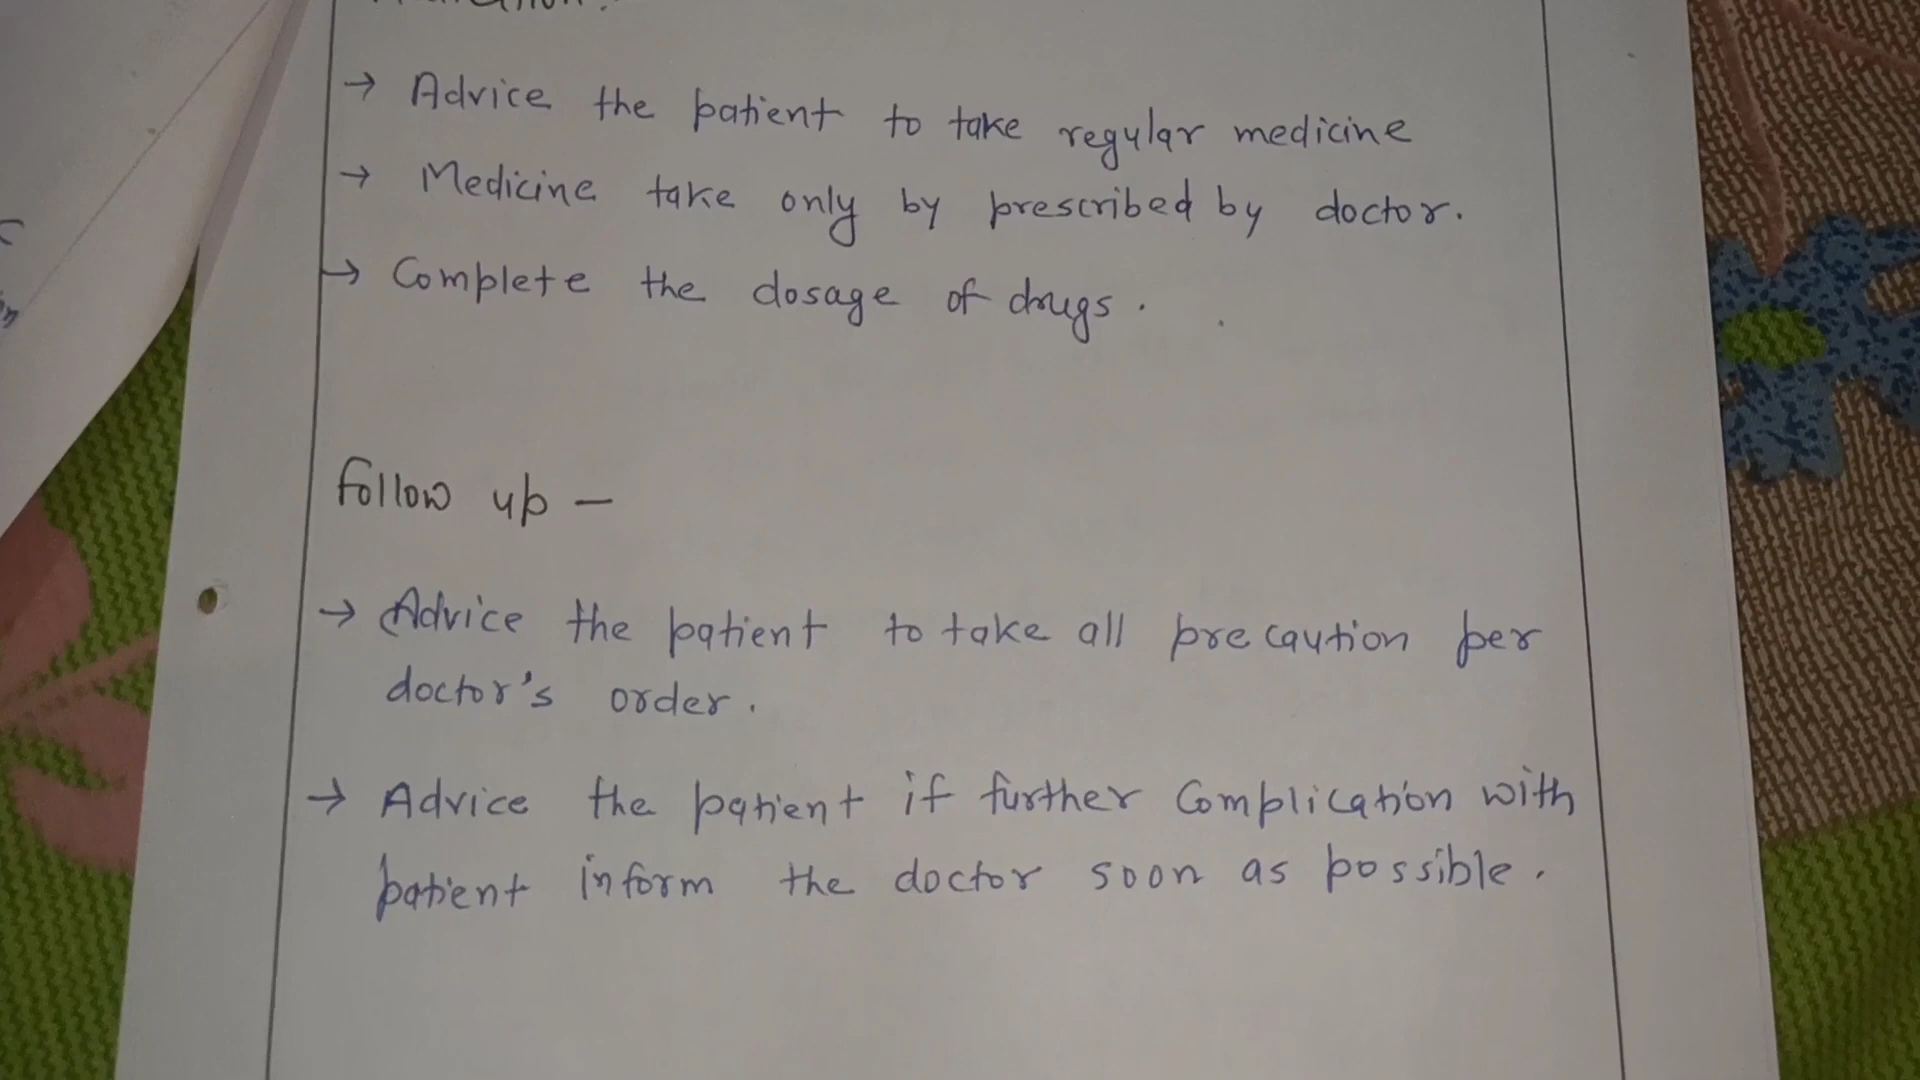 → Advice the patient to take regular medicine
→ Medicine take only by prescribed by doctor.
→ Complete the dosage of drugs.
Follow up —
→ Advice the patient to take all precaution per
doctor's order.
→ Advice the patient if further Complication with
patient inform the doctor soon as possible.